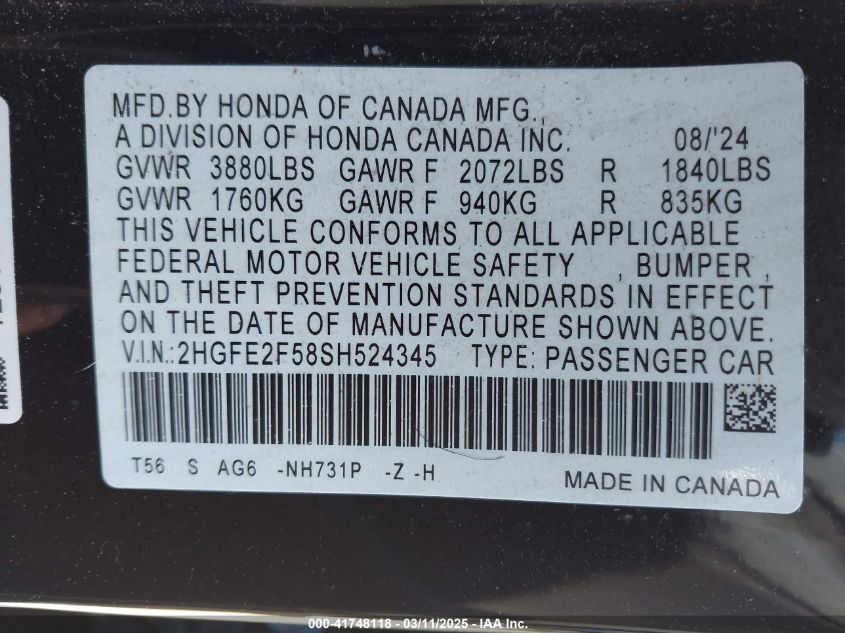 MFD.BY HONDA OF CANADA MFG.,
A DIVISION OF HONDA CANADA INC. 08/'24
GVWR 3880LBS GAWR F 2072LBS R 1840LBS
GVWR 1760KG GAWR F 940KG R 835KG
THIS VEHICLE CONFORMS TO ALL APPLICABLE
FEDERAL MOTOR VEHICLE SAFETY , BUMPER ,
AND THEFT PREVENTION STANDARDS IN EFFECT
ON THE DATE OF MANUFACTURE SHOWN ABOVE.
V.I.N.:2HGFE2F58SH524345 TYPE: PASSENGER CAR
T56 S AG6 -NH731P -Z -H
MADE IN CANADA
000-41748118 - 03/11/2025 - IAA Inc.